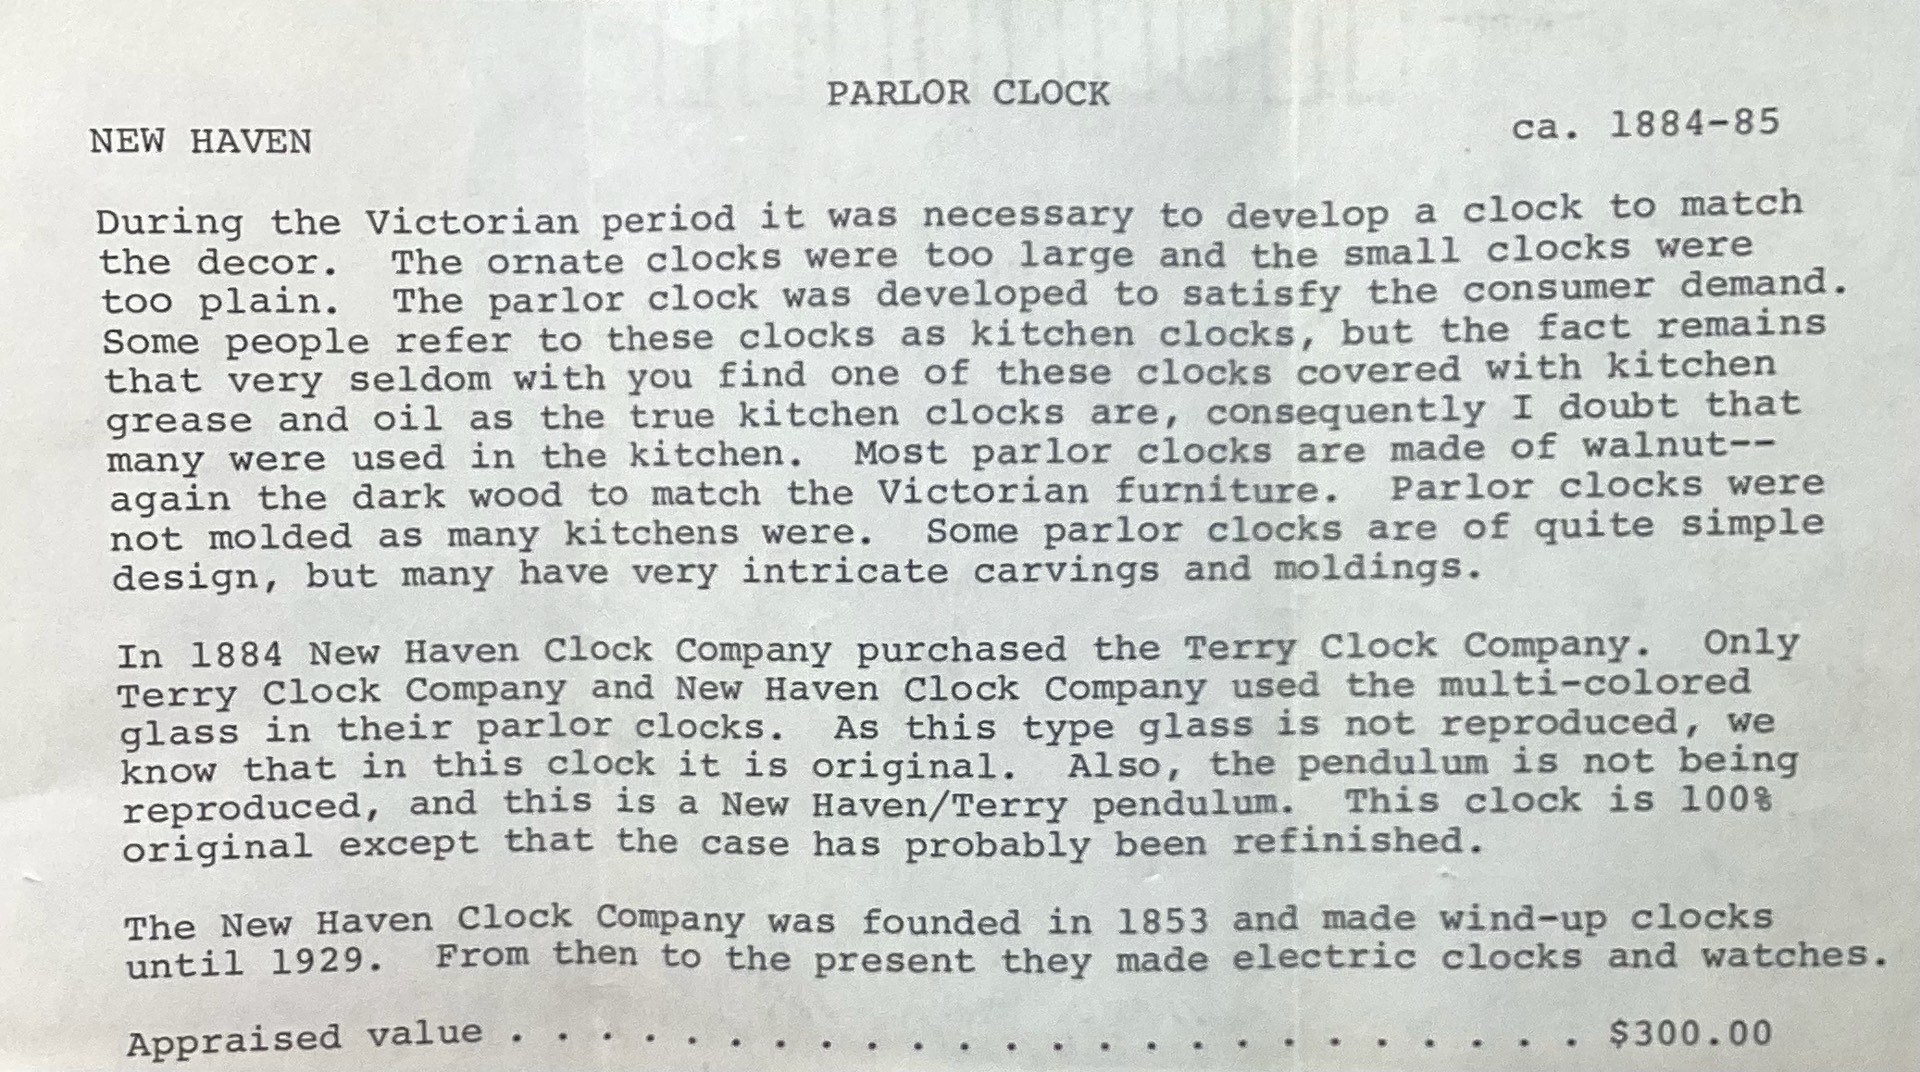 PARLOR CLOCK
NEW HAVEN
ca. 1884-85
During the Victorian period it was necessary to develop a clock to match
the decor. The ornate clocks were too large and the small clocks were
too plain. The parlor clock was developed to satisfy the consumer demand.
Some people refer to these clocks as kitchen clocks, but the fact remains
that very seldom with you find one of these clocks covered with kitchen
grease and oil as the true kitchen clocks are, consequently I doubt that
many were used in the kitchen. Most parlor clocks are made of walnut--
again the dark wood to match the Victorian furniture. Parlor clocks were
not molded as many kitchens were. Some parlor clocks are of quite simple
design, but many have very intricate carvings and moldings.
In 1884 New Haven Clock Company purchased the Terry Clock Company. Only
Terry Clock Company and New Haven Clock Company used the multi-colored
glass in their parlor clocks. As this type glass is not reproduced, we
know that in this clock it is original. Also, the pendulum is not being
reproduced, and this is a New Haven/Terry pendulum. This clock is 100%
original except that the case has probably been refinished.
The New Haven Clock Company was founded in 1853 and made wind-up clocks
until 1929. From then to the present they made electric clocks and watches.
Appraised value . . . . . . . . . . . . . . . . . . . . . . . . $300.00